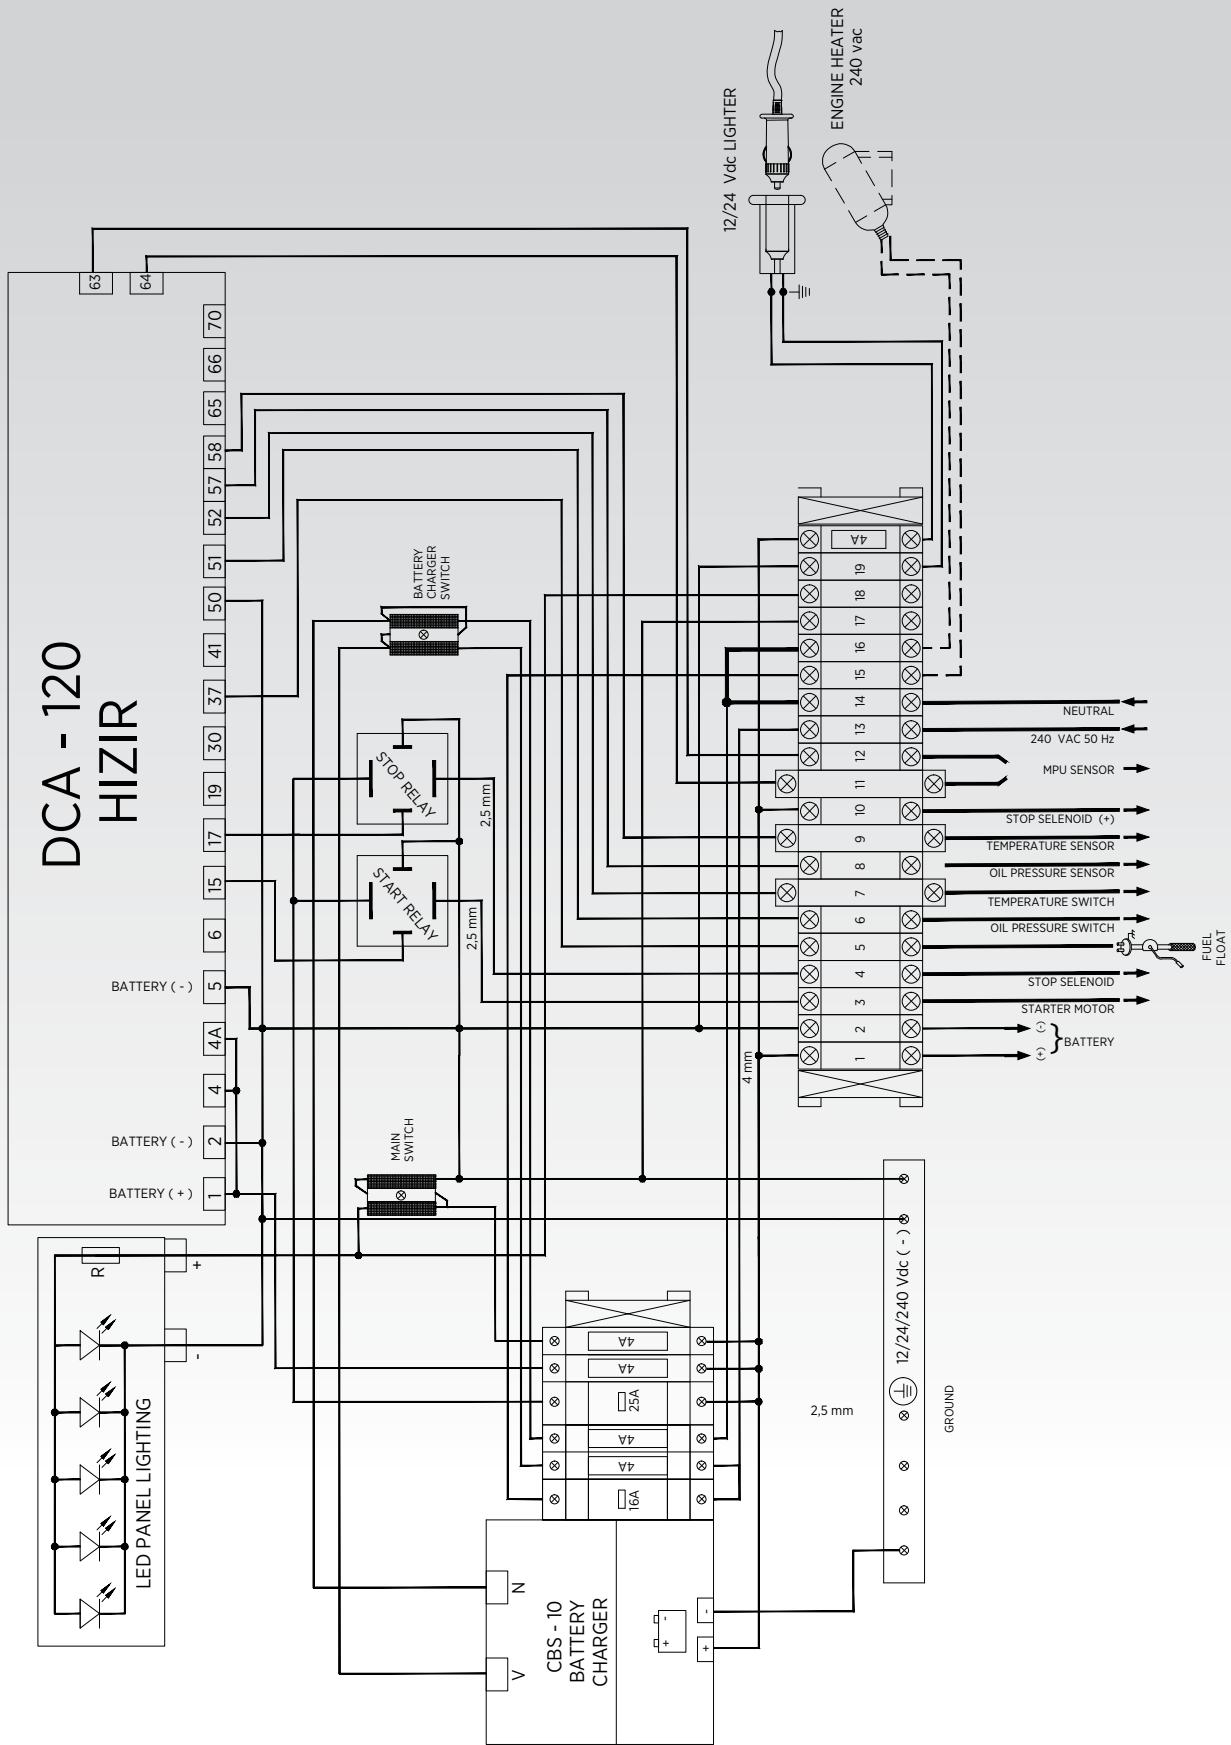 DCA - 120
HIZIR
63
64
70
66
65
58
57
52
51
50
41
37
30
19
17
15
6
5
4A
4
2
1
BATTERY ( - )
BATTERY ( - )
BATTERY ( + )
12/24 Vdc LIGHTER
ENGINE HEATER
240 vac
BATTERY
CHARGER
SWITCH
STOP RELAY
2,5 mm
START RELAY
2,5 mm
MAIN
SWITCH
4 mm
4A
19
18
17
16
15
14
13
12
11
10
9
8
7
6
5
4
3
2
1
NEUTRAL
240 VAC 50 Hz
MPU SENSOR
STOP SELENOID (+)
TEMPERATURE SENSOR
OIL PRESSURE SENSOR
TEMPERATURE SWITCH
OIL PRESSURE SWITCH
FUEL
FLOAT
STOP SELENOID
STARTER MOTOR
(-)
(+)
BATTERY
R
+
-
LED PANEL LIGHTING
4A
4A
25A
4A
4A
16A
N
V
CBS - 10
BATTERY
CHARGER
+ -
+
-
12/24/240 Vdc ( - )
2,5 mm
GROUND